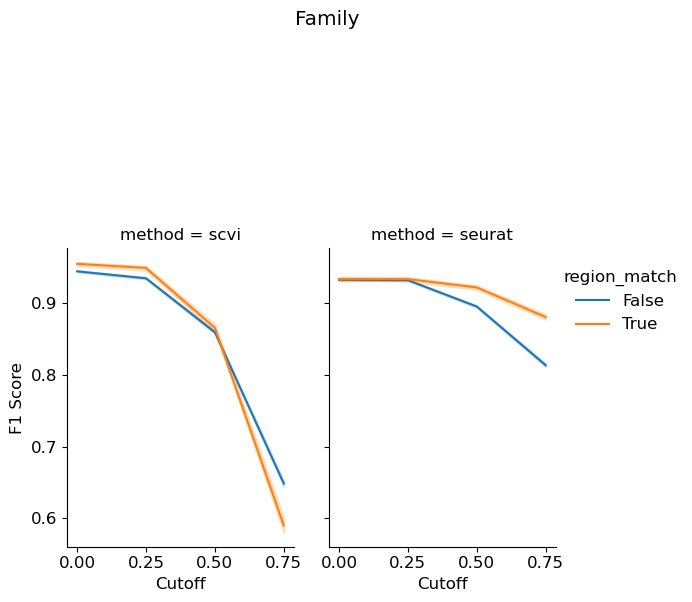 Family
method = scvi
method = seurat
region_match
False
True
F1 Score
0.9
0.8
0.7
0.6
0.00 0.25 0.50 0.75
0.00 0.25 0.50 0.75
Cutoff
Cutoff